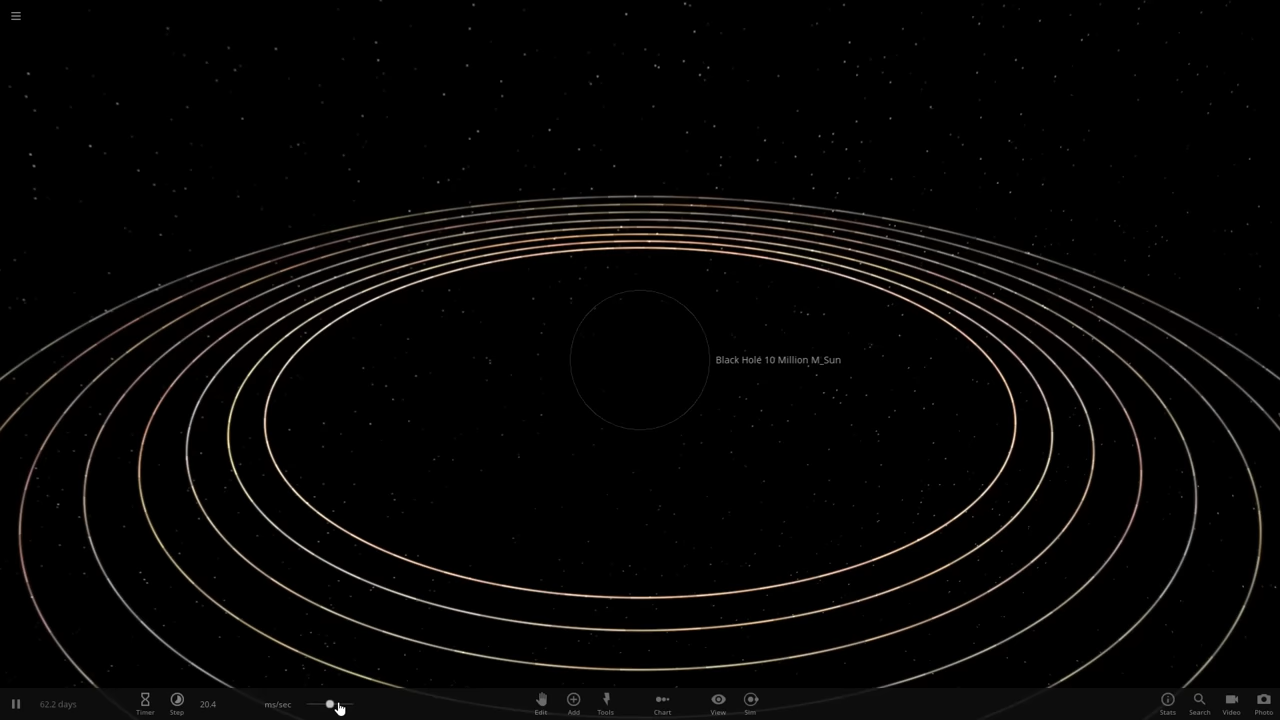 Black Hole 10 Million M_Sun
62.2 days
Timer
Step
20.4
ms/sec
Edit
Add
Tools
Chart
View
Sim
Stats
Search
Video
Photo